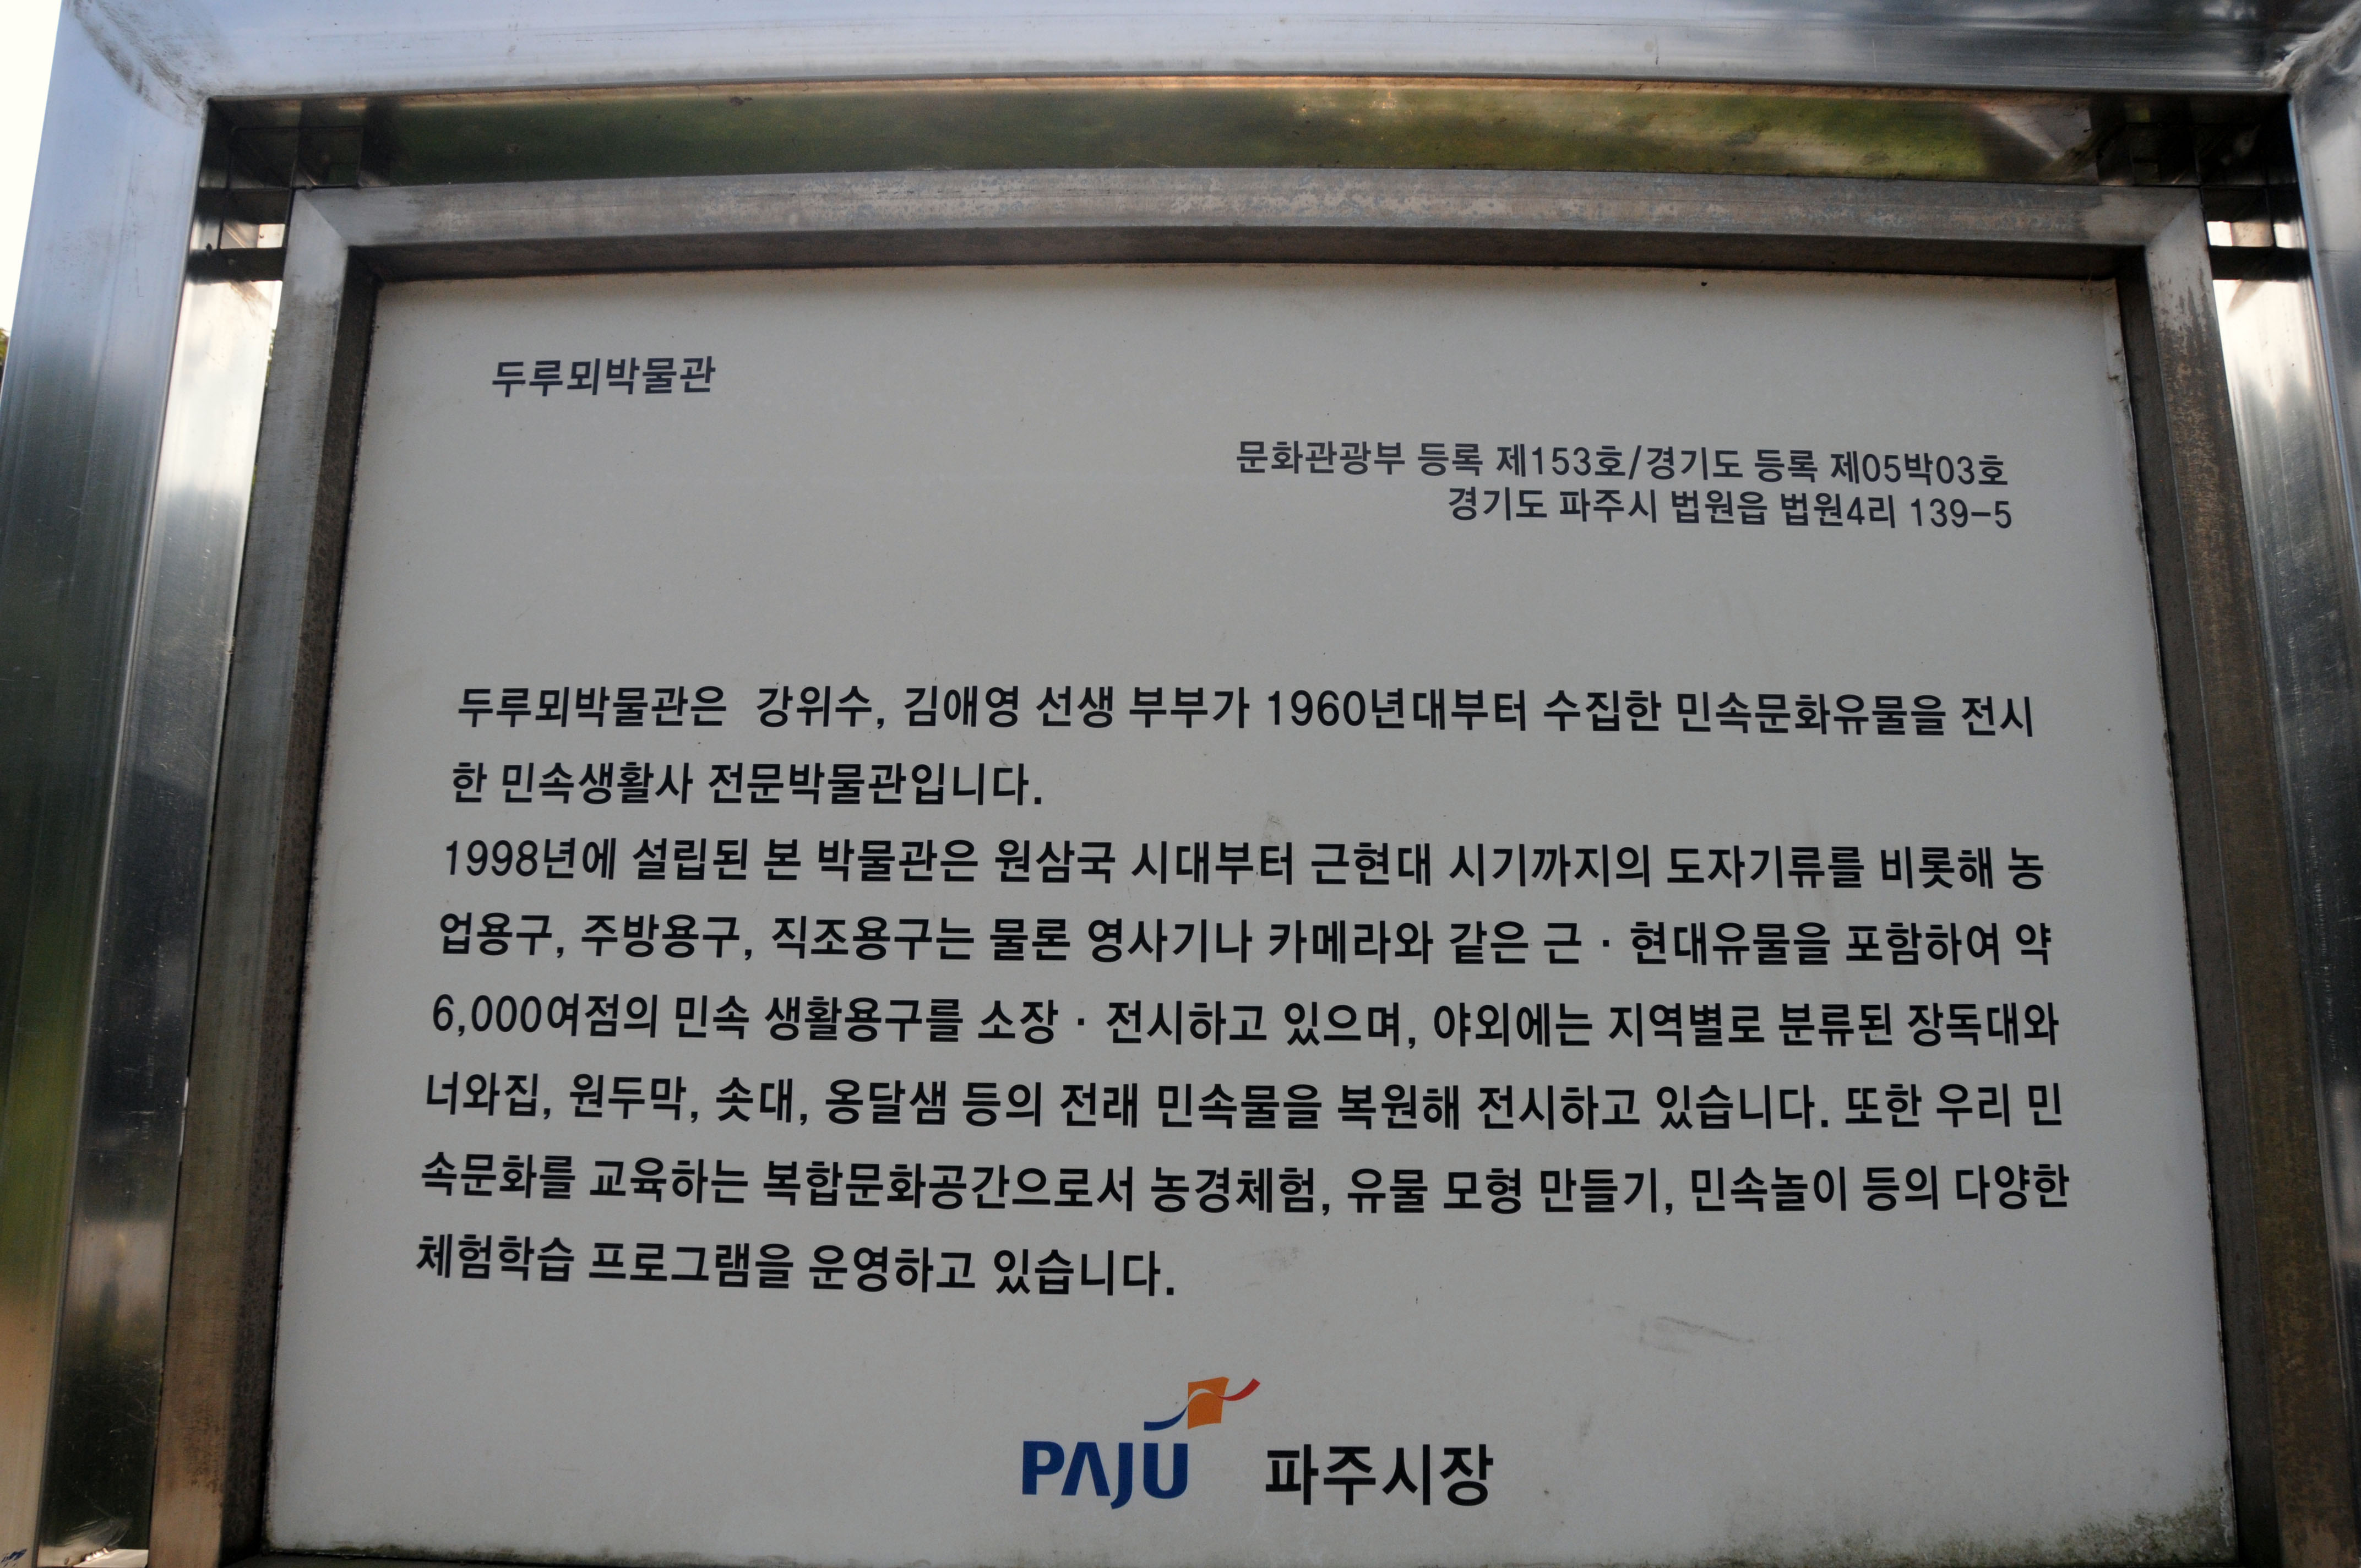 두루뫼박물관
문화관광부 등록 제153호/경기도 등록 제05박03호
경기도 파주시 법원읍 법원4리 139-5
두루뫼박물관은 강위수, 김애영 선생 부부가 1960년대부터 수집한 민속문화유물을 전시
한 민속생활사 전문박물관입니다.
1998년에 설립된 본 박물관은 원삼국 시대부터 근현대 시기까지의 도자기류를 비롯해 농
업용구, 주방용구, 직조용구는 물론 영사기나 카메라와 같은 근·현대유물을 포함하여 약
6,000여점의 민속 생활용구를 소장·전시하고 있으며, 야외에는 지역별로 분류된 장독대와
너와집, 원두막, 솟대, 옹달샘 등의 전래 민속물을 복원해 전시하고 있습니다. 또한 우리 민
속문화를 교육하는 복합문화공간으로서 농경체험, 유물 모형 만들기, 민속놀이 등의 다양한
체험학습 프로그램을 운영하고 있습니다.
PAJU 파주시장